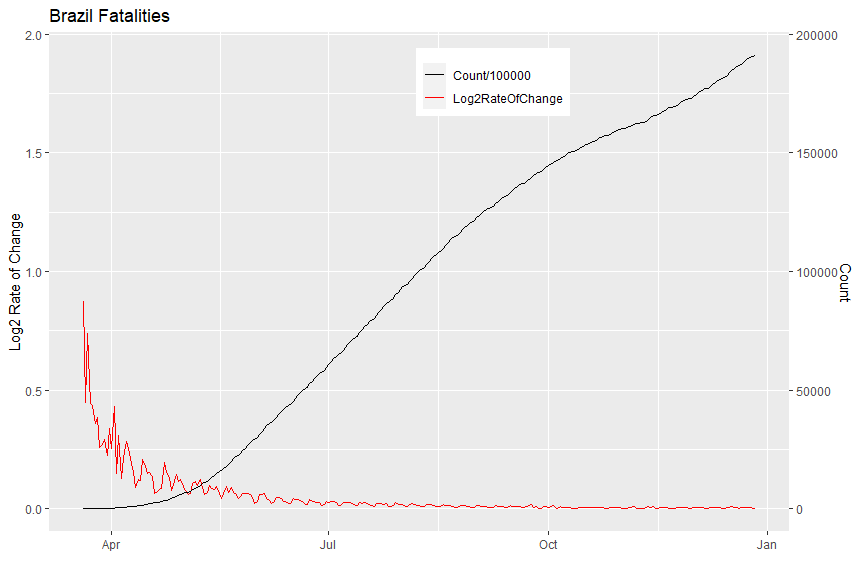 Brazil Fatalities
2.0
1.5
1.0
0.5
0.0
Log2 Rate of Change
Count/100000
Log2RateOfChange
200000
150000
100000
50000
0
Count
Apr
Jul
Oct
Jan